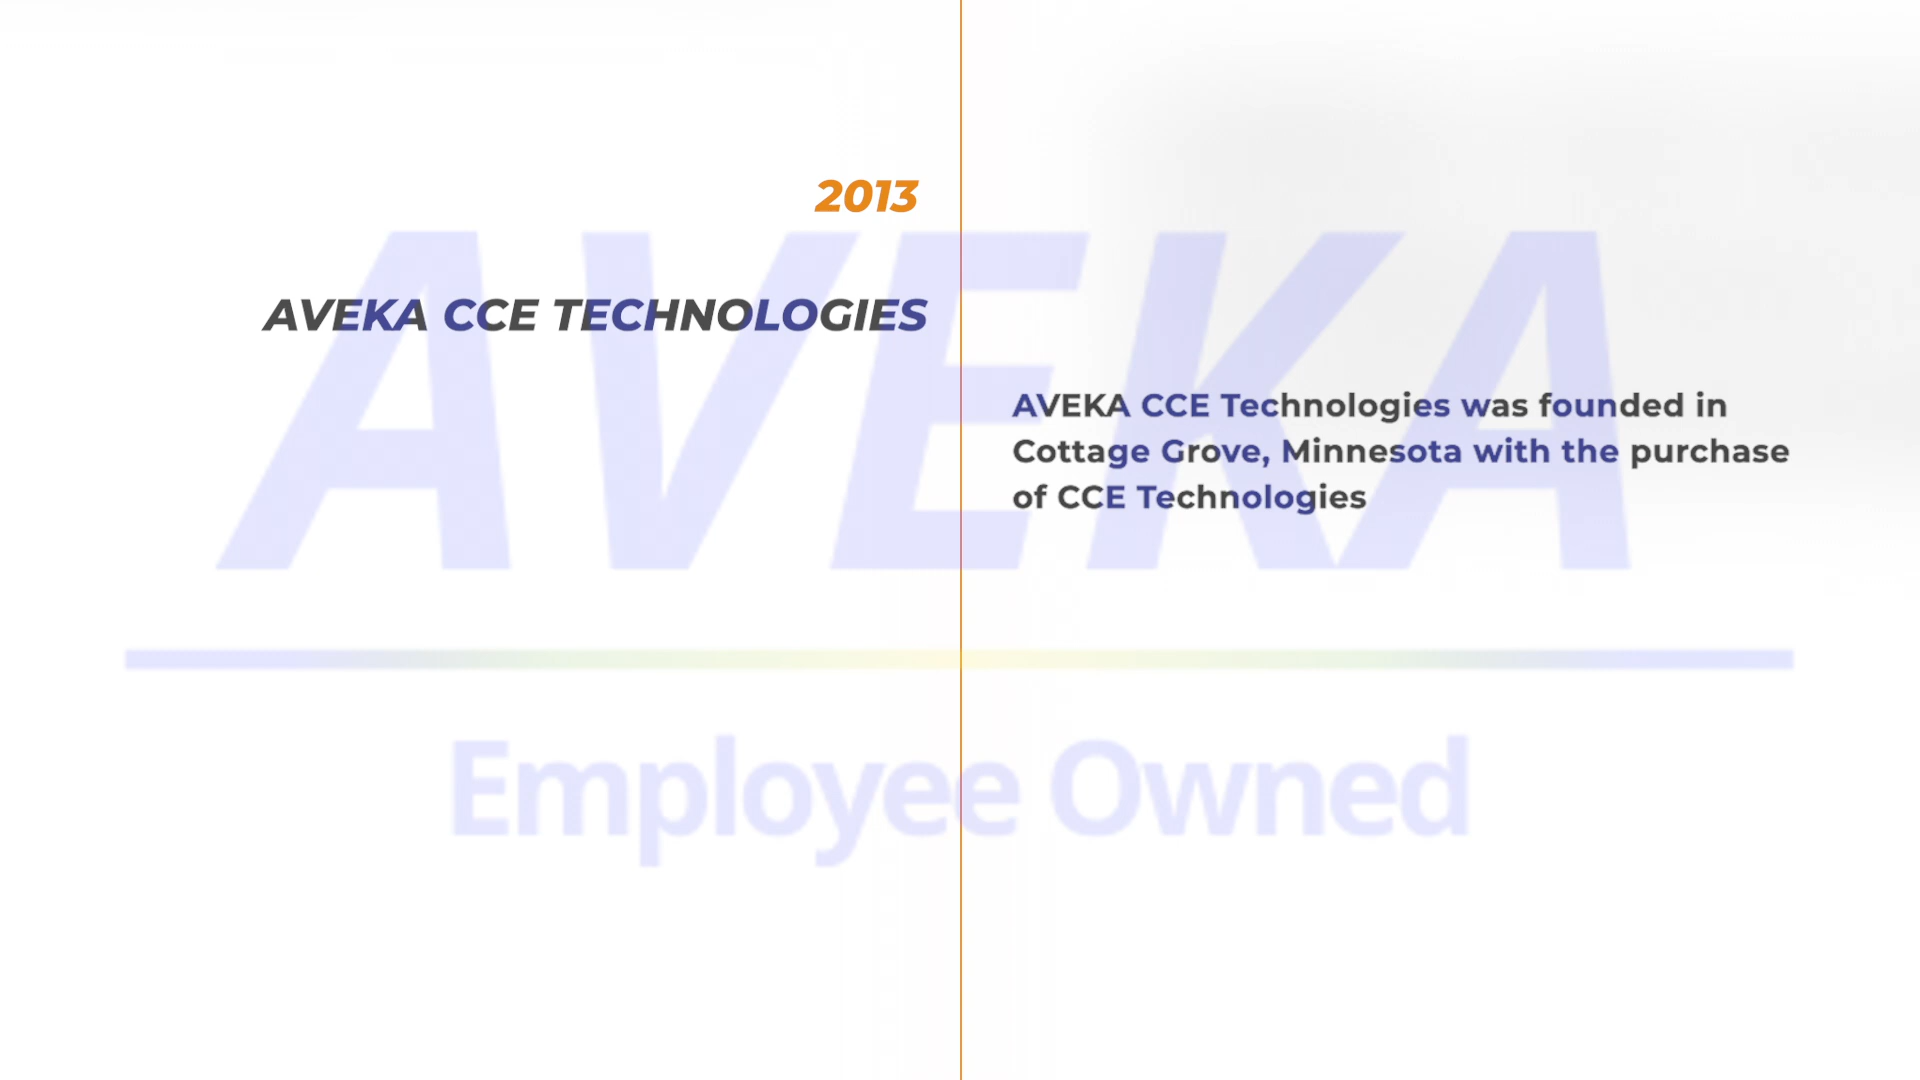 2013
AVEKA CCE TECHNOLOGIES
AVEKA CCE Technologies was founded in
Cottage Grove, Minnesota with the purchase
of CCE Technologies
AVEKA
Employee Owned